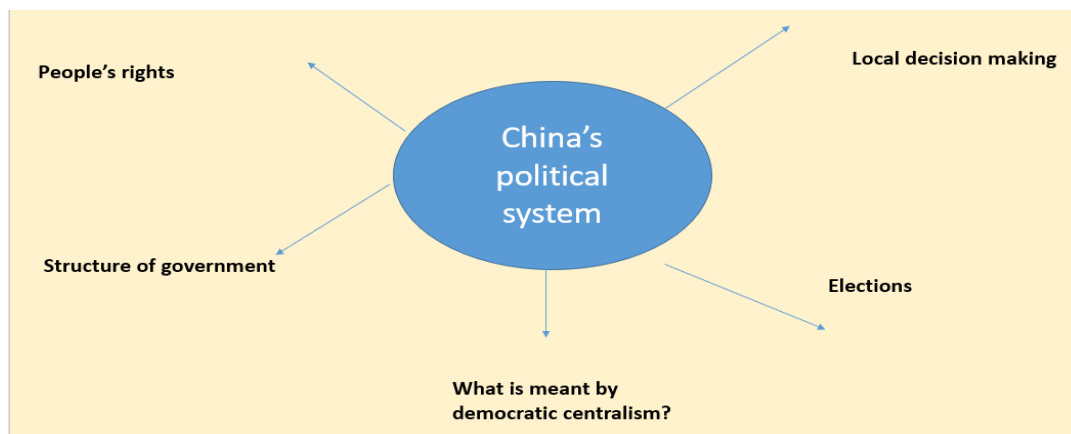 People’s rights
Local decision making
China’s
political
system
Structure of government
Elections
What is meant by
democratic centralism?